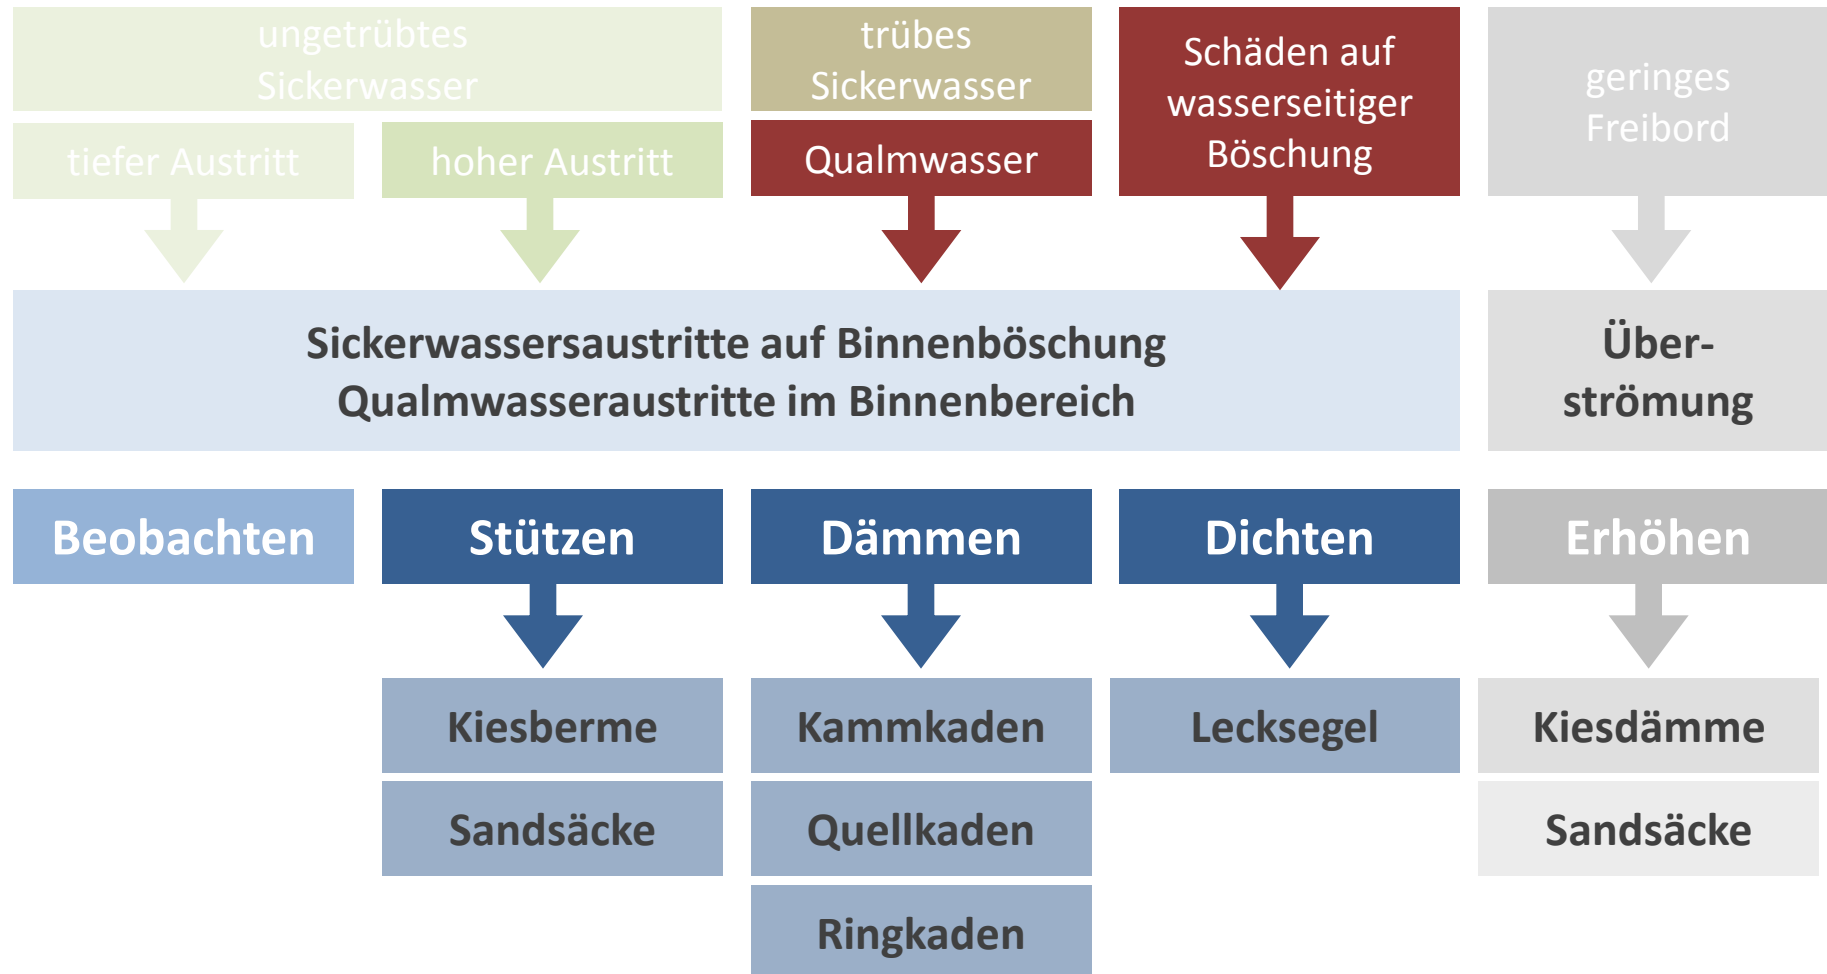 ungetrübtes
Sickerwasser
trübes
Sickerwasser
Schäden auf
wasserseitiger
Böschung
geringes
Freibord
tiefer Austritt
hoher Austritt
Qualmwasser
Sickerwassersaustritte auf Binnenböschung
Qualmwasseraustritte im Binnenbereich
Über-
strömung
Beobachten
Stützen
Dämmen
Dichten
Erhöhen
Kiesberme
Kammkaden
Lecksegel
Kiesdämme
Sandsäcke
Quellkaden
Sandsäcke
Ringkaden